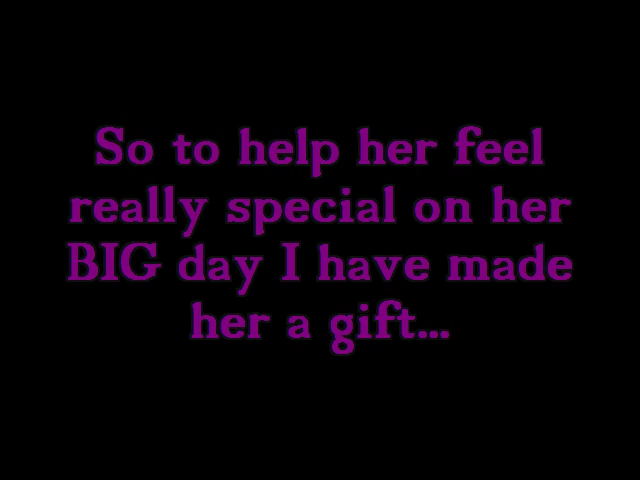 So to help her feel
really special on her
BIG day I have made
her a gift...